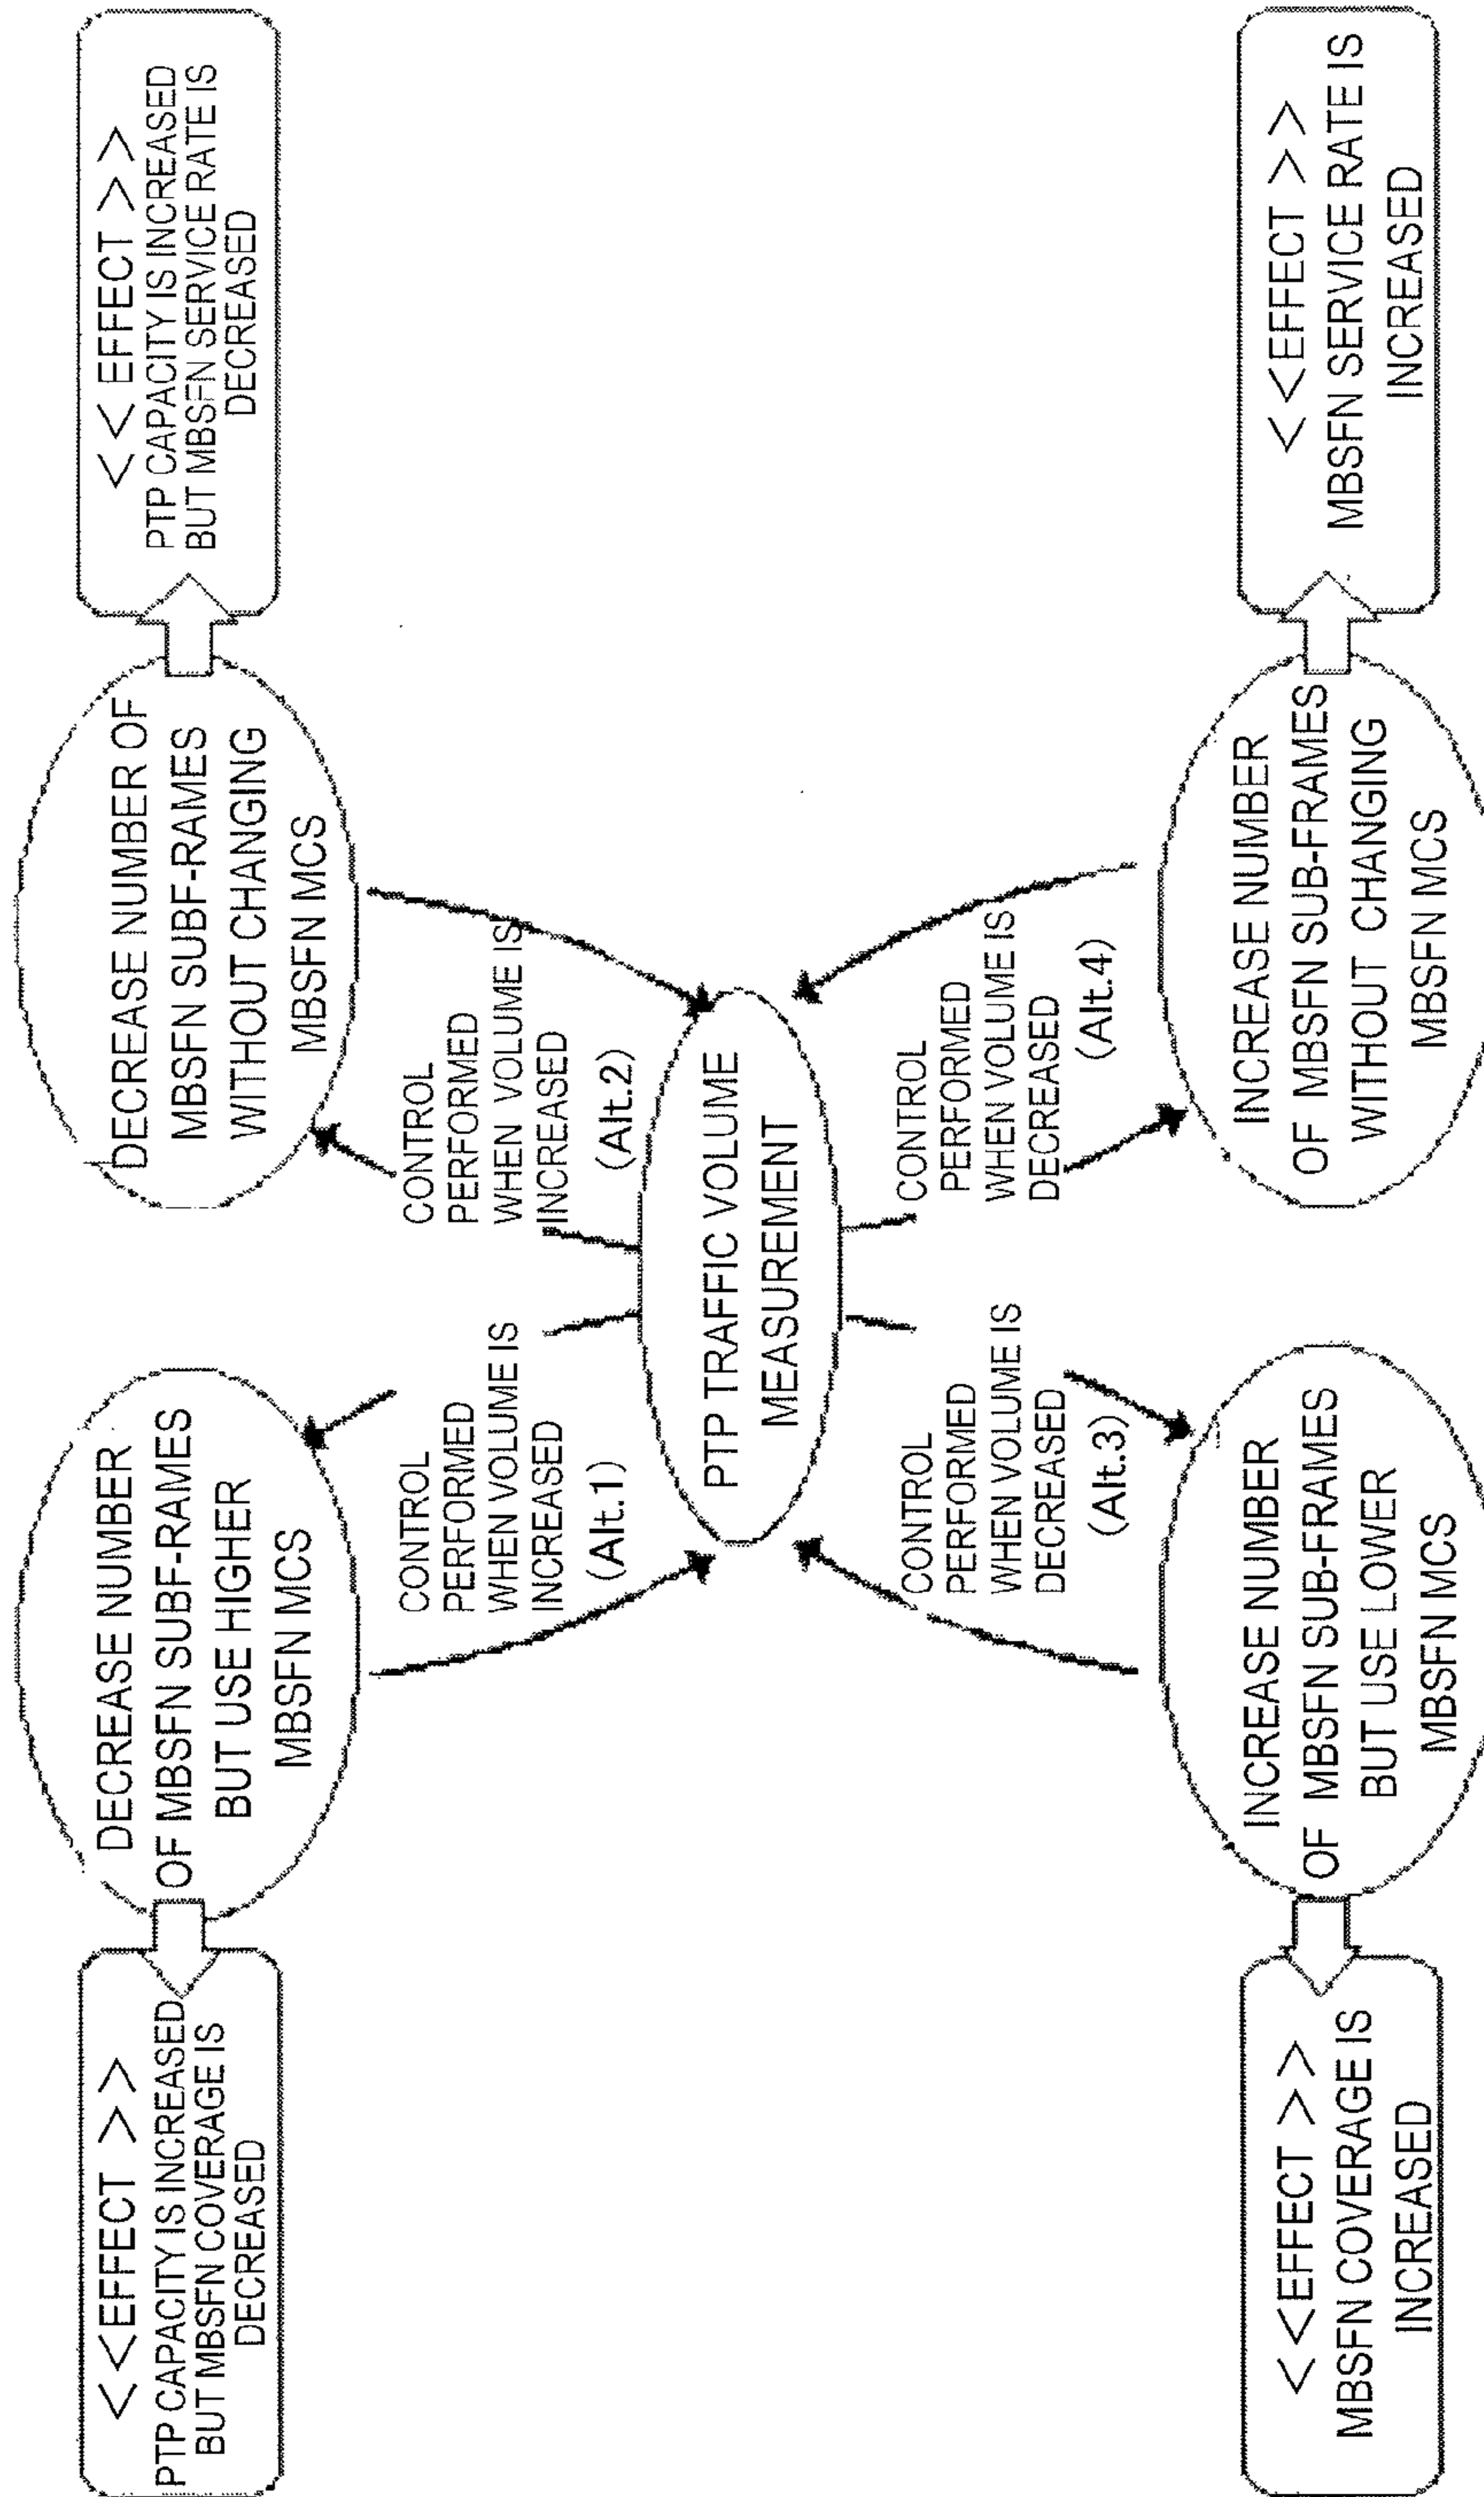 <<EFFECT >>
PTP CAPACITY IS INCREASED
BUT MBSFN COVERAGE IS
DECREASED
DECREASE NUMBER
OF MBSFN SUBF-RAMES
BUT USE HIGHER
MBSFN MCS
DECREASE NUMBER OF
MBSFN SUBF-RAMES
WITHOUT CHANGING
MBSFN MCS
<< EFFECT >>
PTP CAPACITY IS INCREASED
BUT MBSFN SERVICE RATE IS
DECREASED
CONTROL
PERFORMED
WHEN VOLUME IS
INCREASED
(Alt.1)
CONTROL
PERFORMED
WHEN VOLUME IS
INCREASED
(Alt.2)
PTP TRAFFIC VOLUME
MEASUREMENT
CONTROL
PERFORMED
WHEN VOLUME IS
DECREASED
(Alt.3)
CONTROL
PERFORMED
WHEN VOLUME IS
DECREASED
(Alt.4)
<<EFFECT >>
MBSFN COVERAGE IS
INCREASED
INCREASE NUMBER
OF MBSFN SUB-FRAMES
BUT USE LOWER
MBSFN MCS
INCREASE NUMBER
OF MBSFN SUB-FRAMES
WITHOUT CHANGING
MBSFN MCS
<<EFFECT >>
MBSFN SERVICE RATE IS
INCREASED